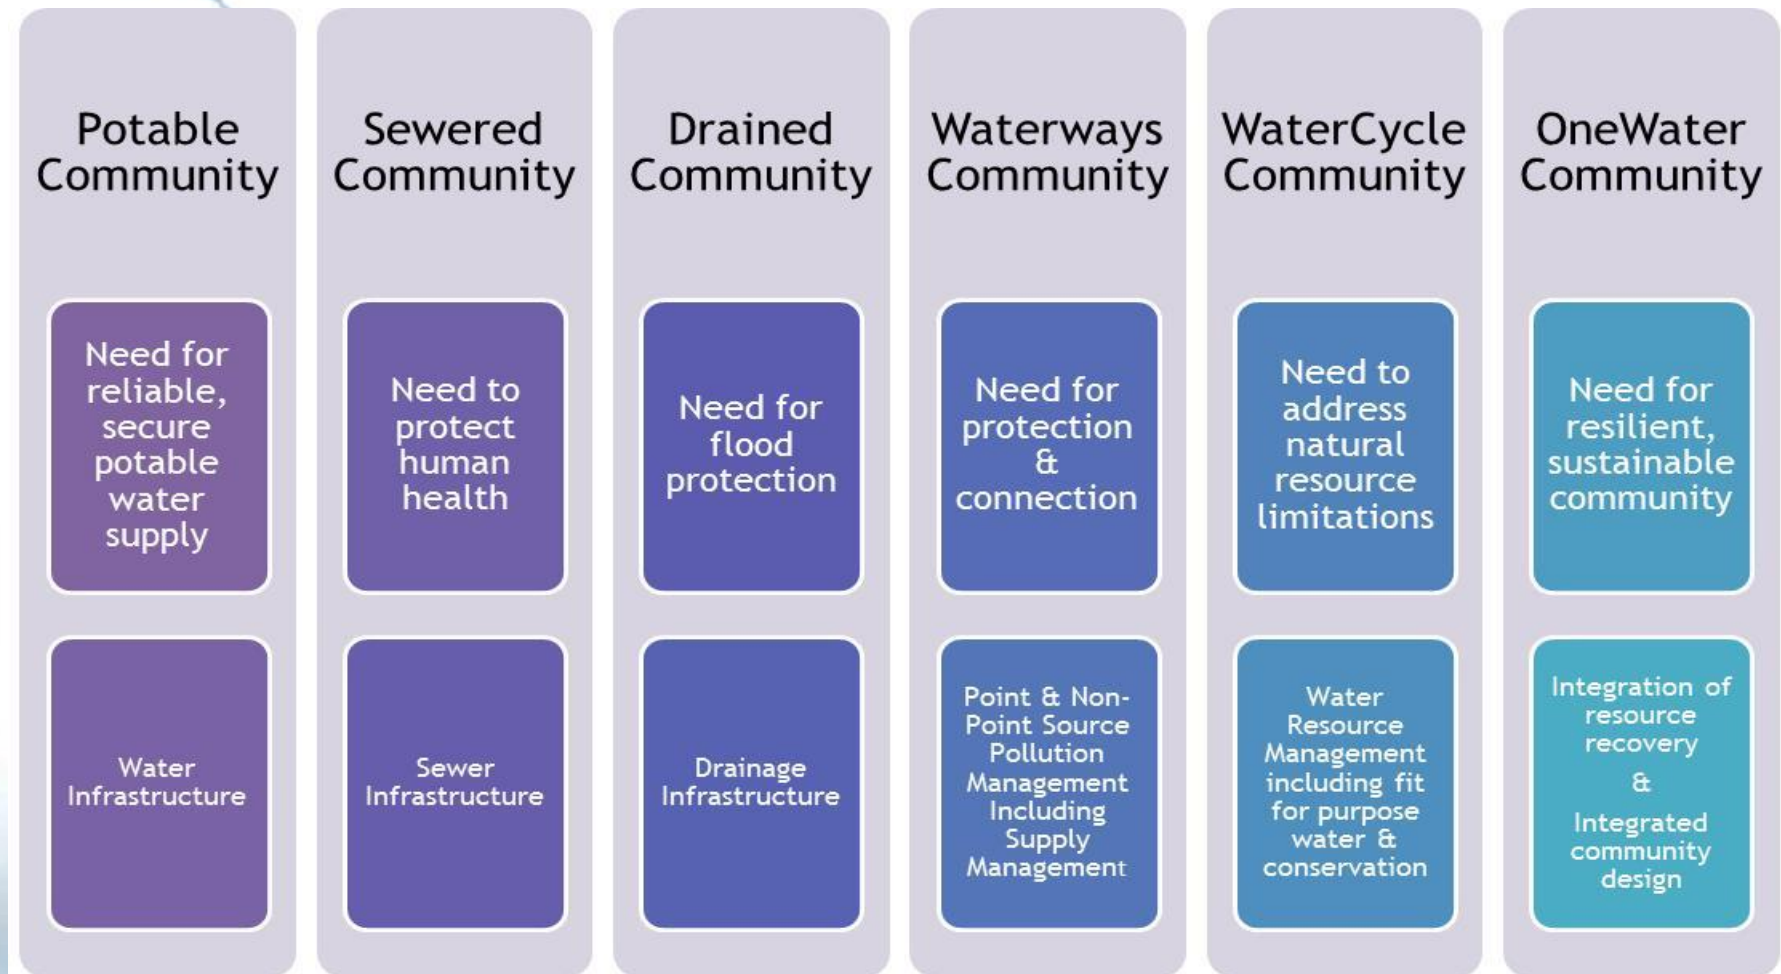 Potable
Community
Need for
reliable,
secure
potable
water
supply
Water
Infrastructure
Sewered
Community
Need to
protect
human
health
Sewer
Infrastructure
Drained
Community
Need for
flood
protection
Drainage
Infrastructure
Waterways
Community
Need for
protection
&
connection
Point & Non-
Point Source
Pollution
Management
Including
Supply
Management
WaterCycle
Community
Need to
address
natural
resource
limitations
Water
Resource
Management
including fit
for purpose
water &
conservation
OneWater
Community
Need for
resilient,
sustainable
community
Integration of
resource
recovery
&
Integrated
community
design